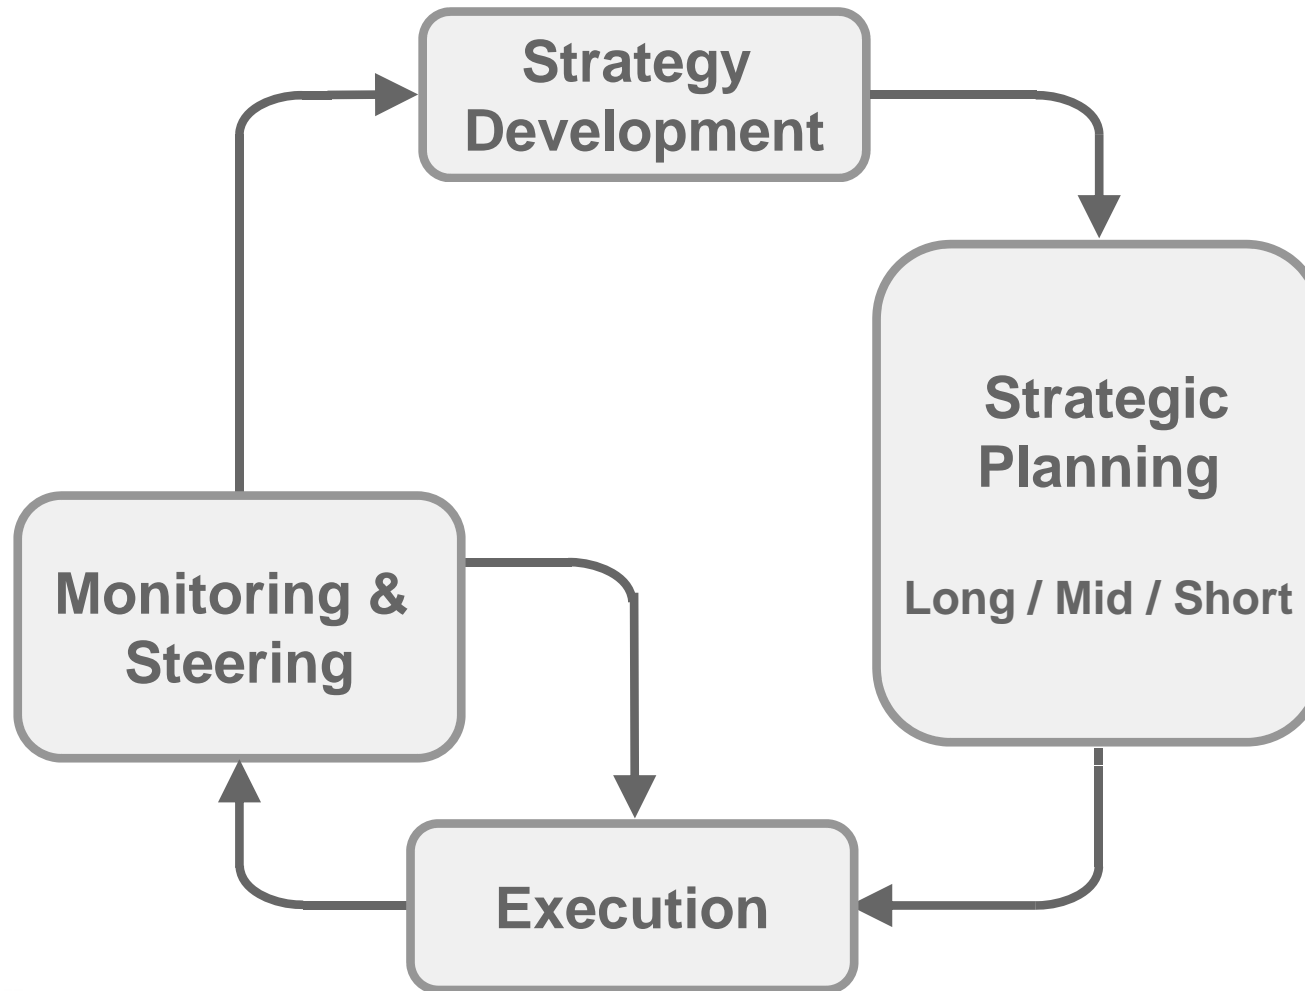 Strategy
Development
Strategic
Planning
Long / Mid / Short
Monitoring &
Steering
Execution